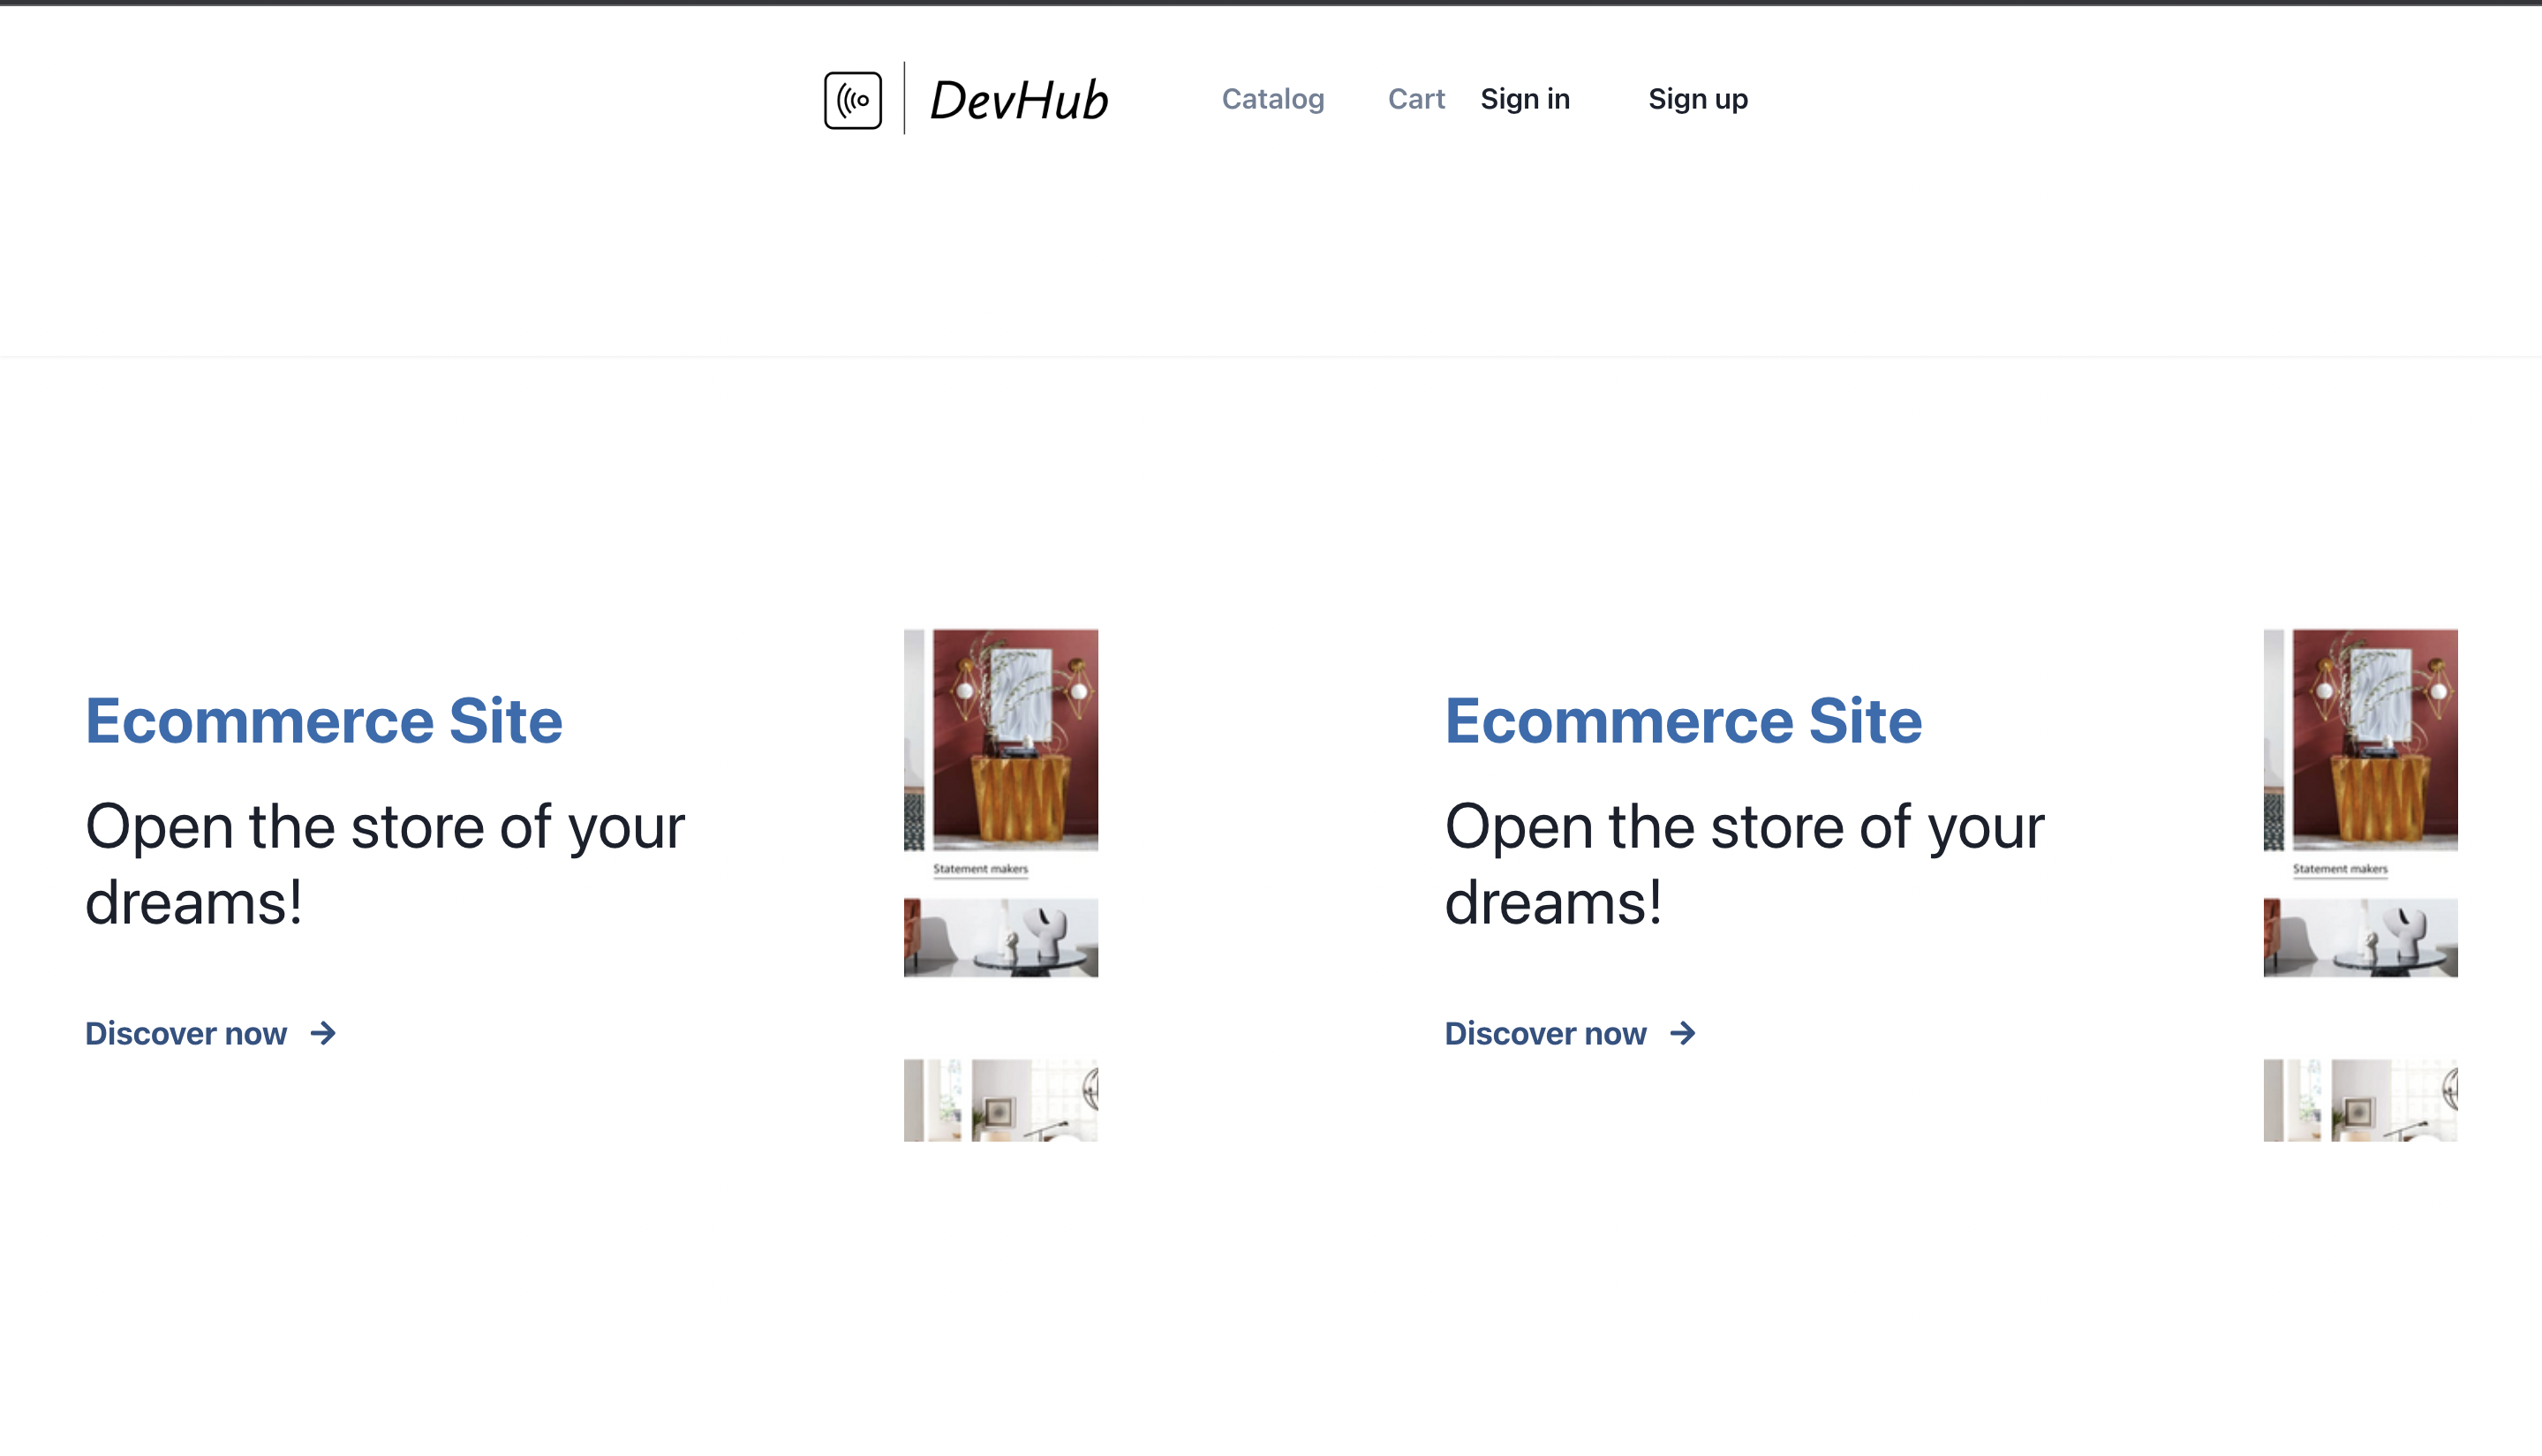 DevHub
Catalog Cart Sign in Sign up
Ecommerce Site
Open the store of your
dreams!
Discover now →
Statement makers
Ecommerce Site
Open the store of your
dreams!
Discover now →
Statement makers